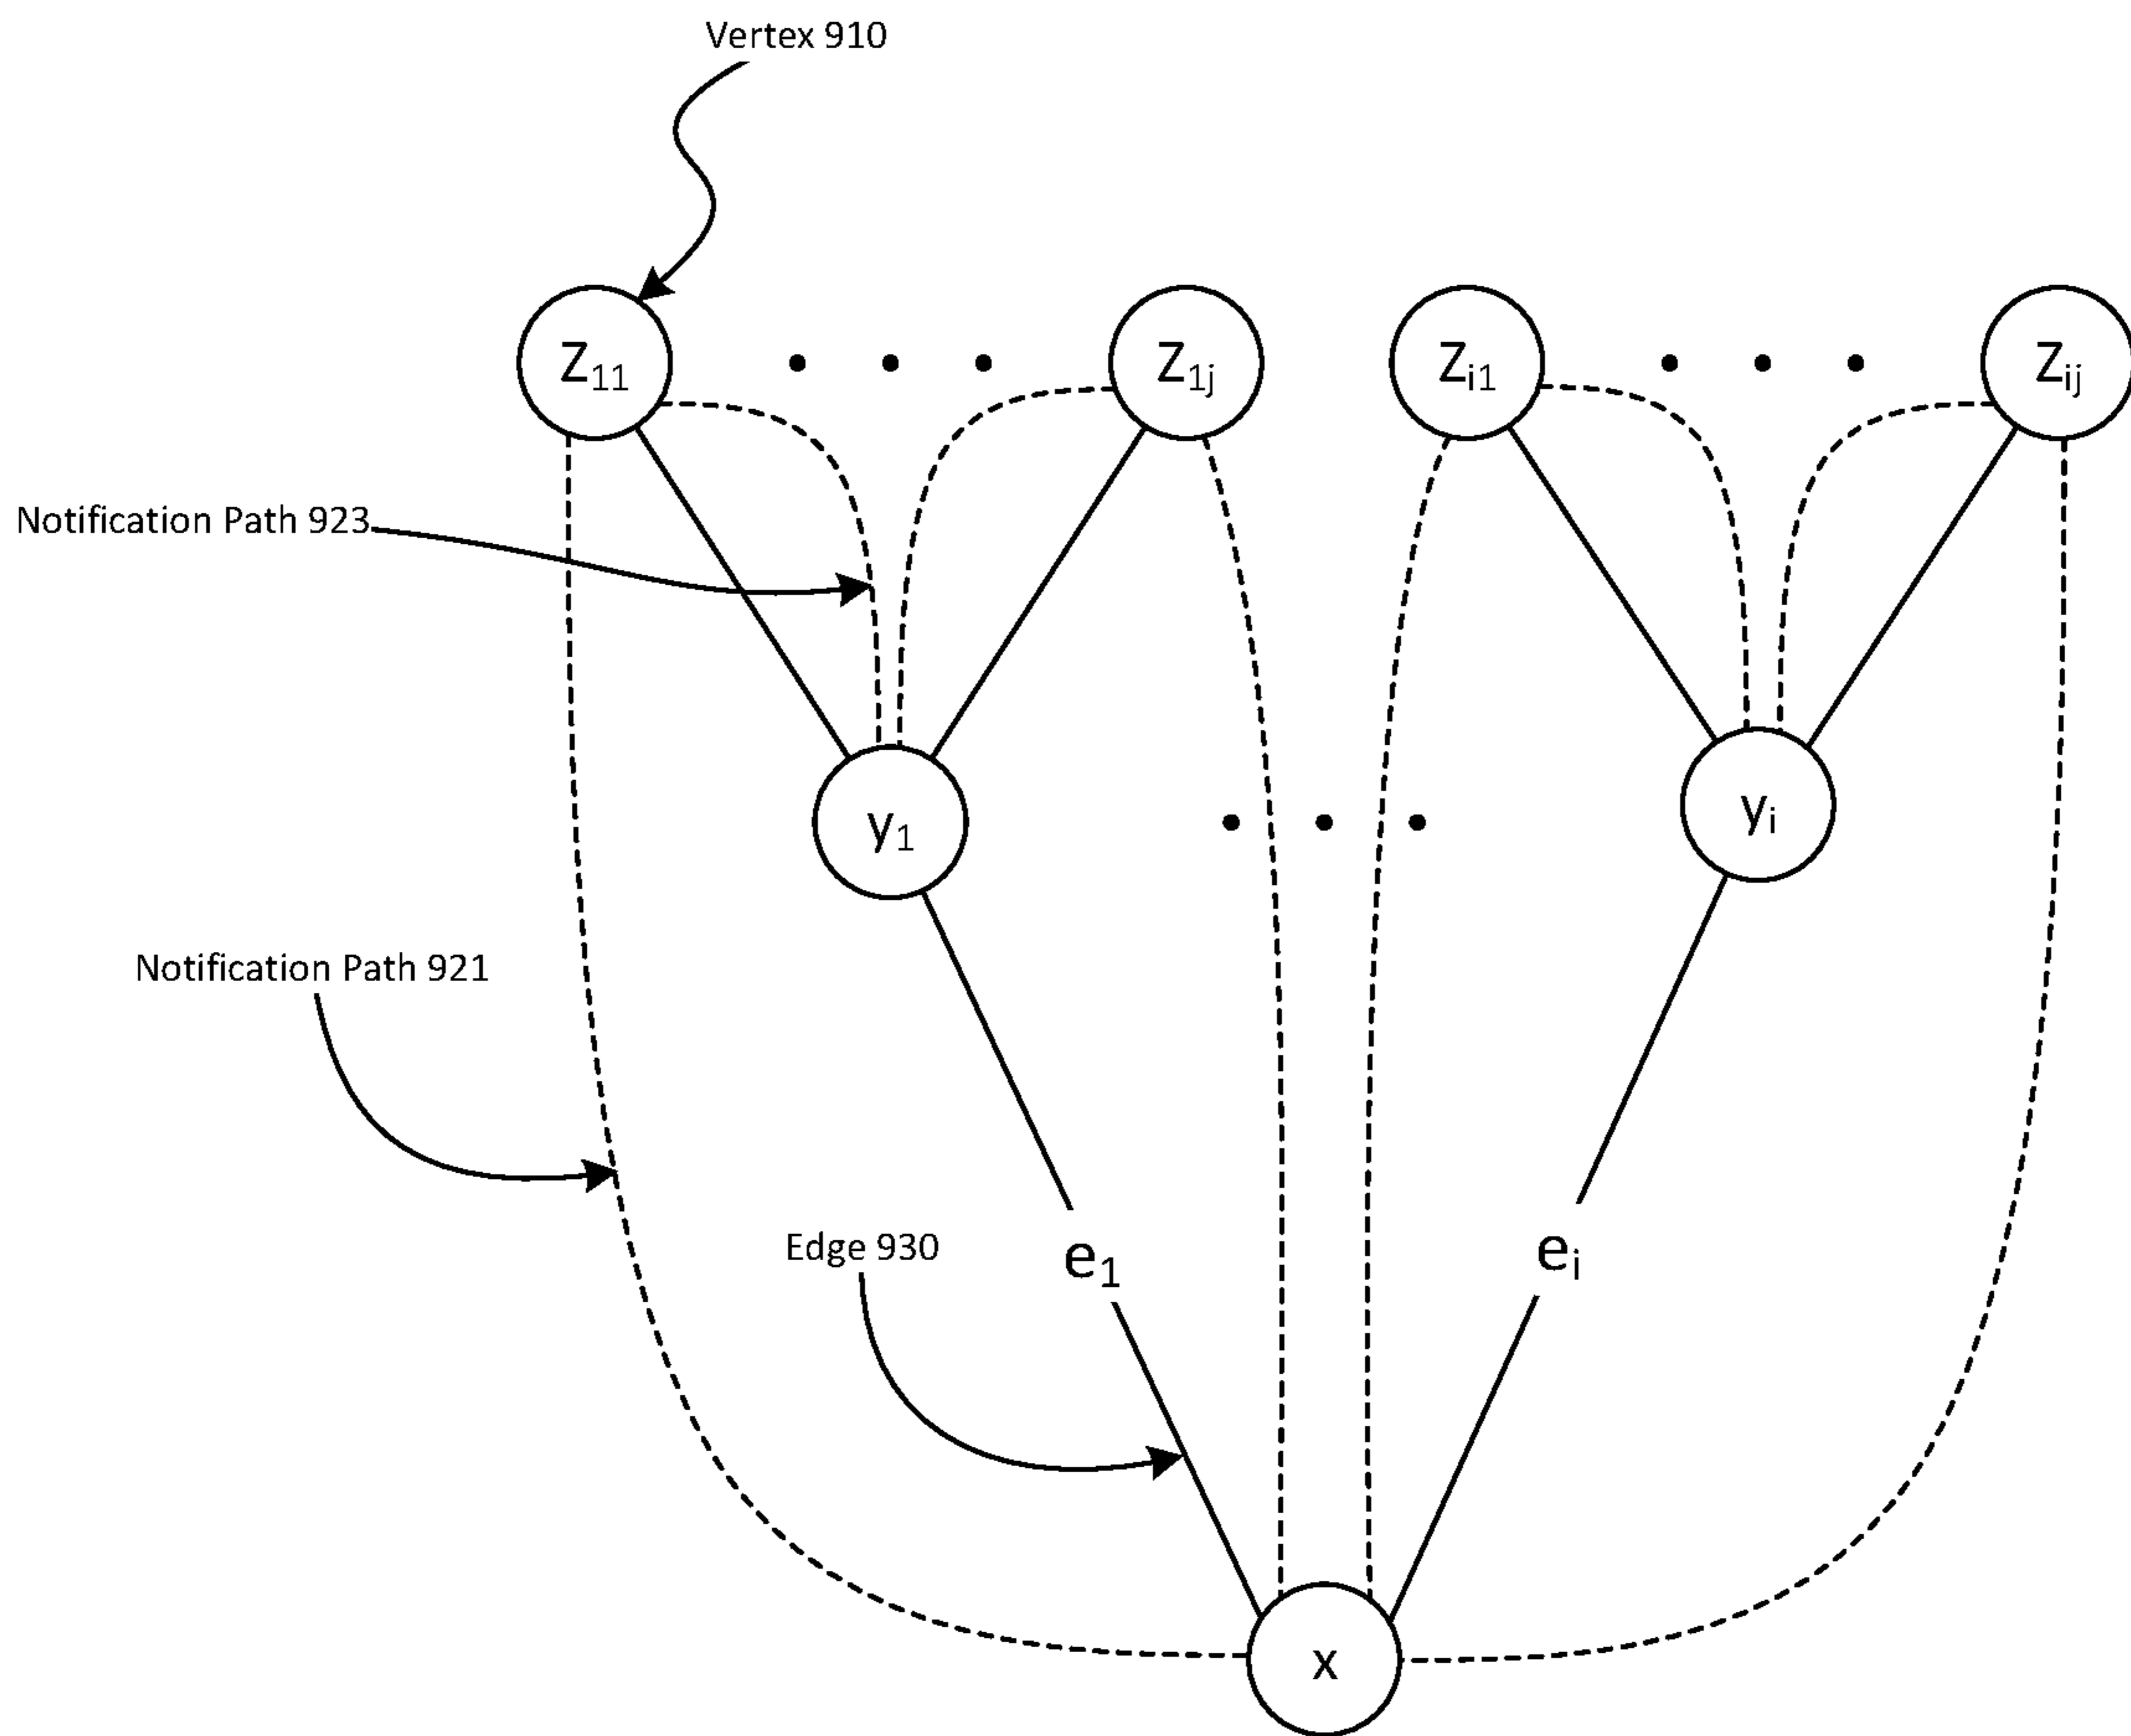 Vertex 910
Z₁₁
Z₁ⱼ
Zᵢ₁
Zᵢⱼ
Notification Path 923
y₁
yᵢ
Notification Path 921
Edge 930
e₁
eᵢ
x